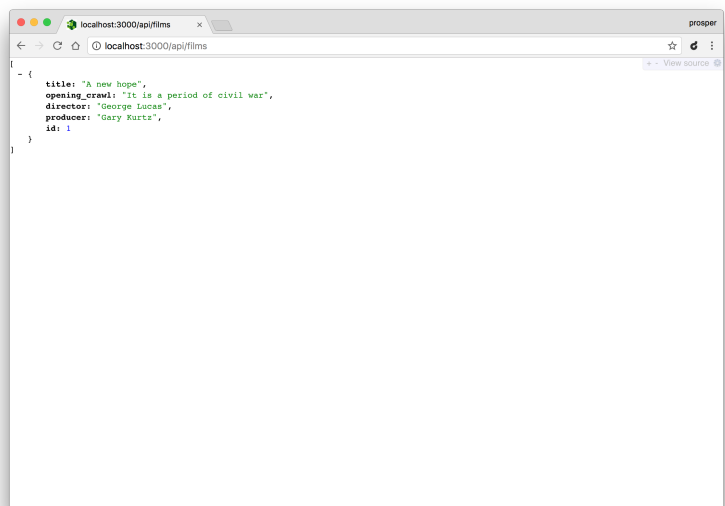 localhost:3000/api/films ×
prosper
localhost:3000/api/films
+ - View source
[
- {
title: "A new hope",
opening_crawl: "It is a period of civil war",
director: "George Lucas",
producer: "Gary Kurtz",
id: 1
}
]